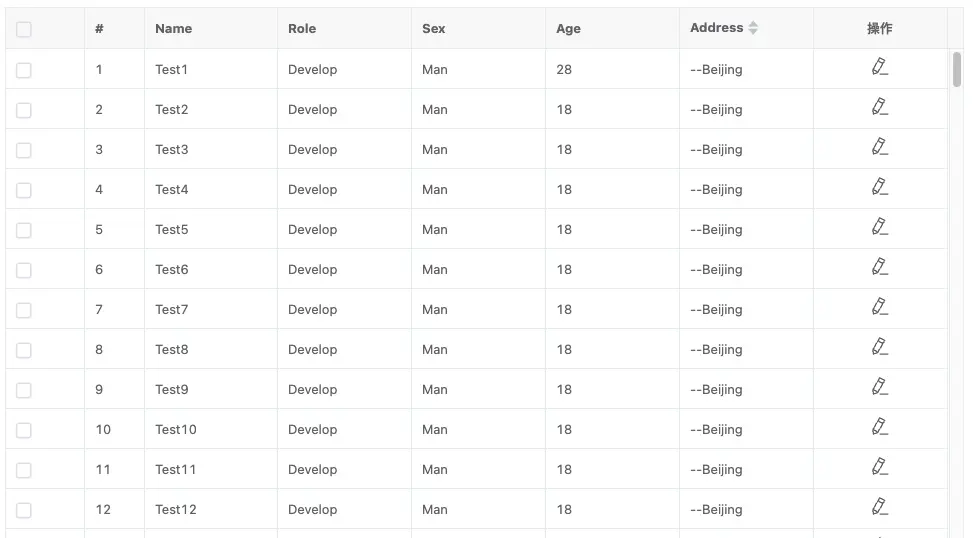 # Name Role Sex Age Address 操作
1 Test1 Develop Man 28 --Beijing
2 Test2 Develop Man 18 --Beijing
3 Test3 Develop Man 18 --Beijing
4 Test4 Develop Man 18 --Beijing
5 Test5 Develop Man 18 --Beijing
6 Test6 Develop Man 18 --Beijing
7 Test7 Develop Man 18 --Beijing
8 Test8 Develop Man 18 --Beijing
9 Test9 Develop Man 18 --Beijing
10 Test10 Develop Man 18 --Beijing
11 Test11 Develop Man 18 --Beijing
12 Test12 Develop Man 18 --Beijing